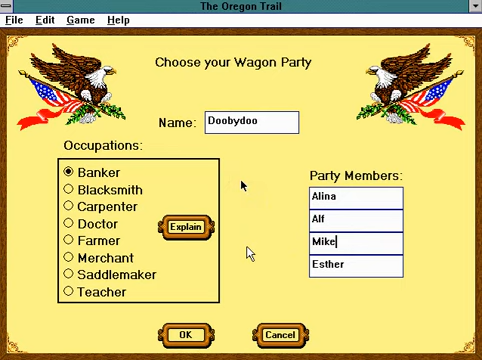 The Oregon Trail
File Edit Game Help
Choose your Wagon Party
Name: Doobydoo
Occupations:
Banker
Blacksmith
Carpenter
Doctor
Farmer
Merchant
Saddlemaker
Teacher
Explain
Party Members:
Alina
Alf
Mike
Esther
OK Cancel